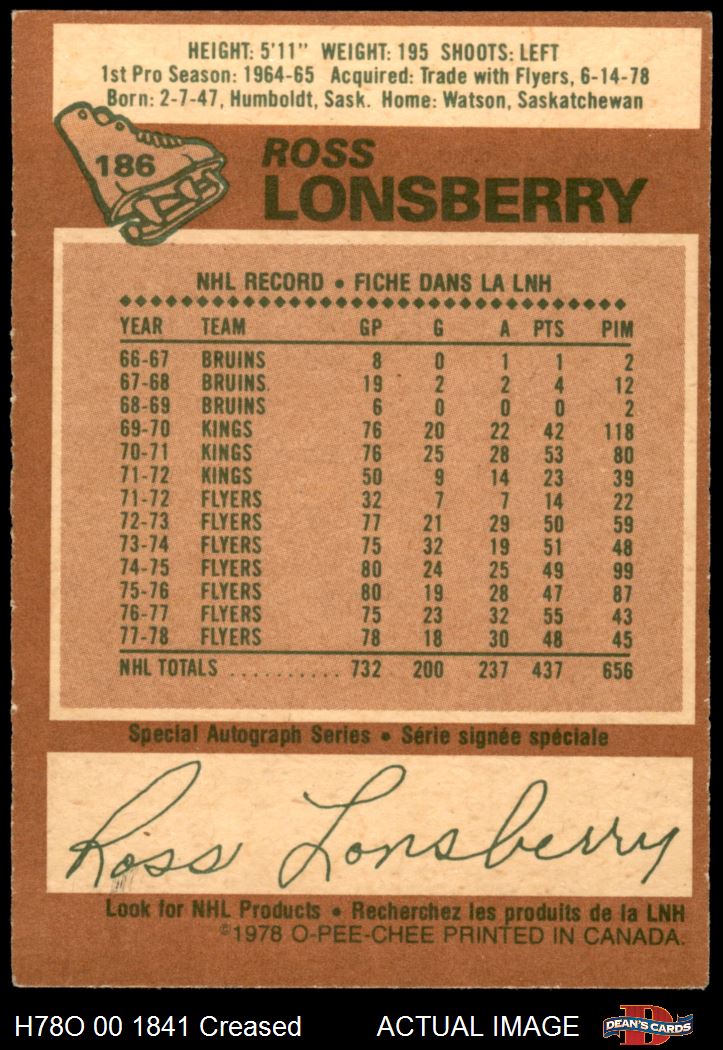 HEIGHT: 5'11" WEIGHT: 195 SHOOTS: LEFT
1st Pro Season: 1964-65 Acquired: Trade with Flyers, 6-14-78
Born: 2-7-47, Humboldt, Sask. Home: Watson, Saskatchewan
186
ROSS
LONSBERRY
NHL RECORD • FICHE DANS LA LNH
YEAR TEAM GP G A PTS PIM
66-67 BRUINS 8 0 1 1 2
67-68 BRUINS. 19 2 2 4 12
68-69 BRUINS 6 0 0 0 2
69-70 KINGS 76 20 22 42 118
70-71 KINGS 76 25 28 53 80
71-72 KINGS 50 9 14 23 39
71-72 FLYERS 32 7 7 14 22
72-73 FLYERS 77 21 29 50 59
73-74 FLYERS 75 32 19 51 48
74-75 FLYERS 80 24 25 49 99
75-76 FLYERS 80 19 28 47 87
76-77 FLYERS 75 23 32 55 43
77-78 FLYERS 78 18 30 48 45
NHL TOTALS .......... 732 200 237 437 656
Special Autograph Series • Série signée spéciale
Ross Lonsberry
Look for NHL Products • Recherchez les produits de la LNH
©1978 O-PEE-CHEE PRINTED IN CANADA.
H78O 00 1841 Creased ACTUAL IMAGE D DEAN'S CARDS